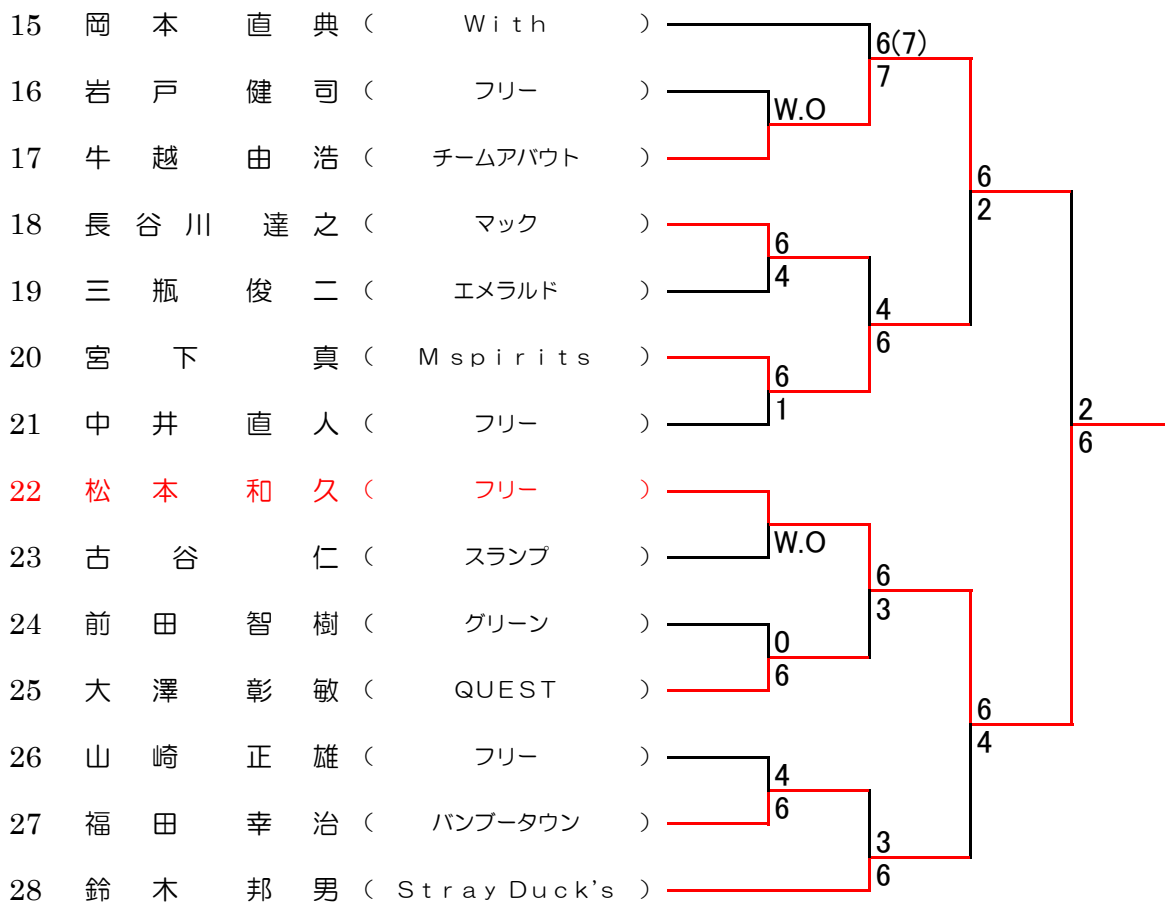 15 岡本 直典 ( With )
6(7)
7
16 岩戸 健司 ( フリー )
W.O
17 牛越 由浩 ( チームアバウト )
6
2
18 長谷川 達之 ( マック )
6
4
19 三瓶 俊二 ( エメラルド )
4
6
20 宮下 真 ( Mspirits )
6
1
21 中井 直人 ( フリー )
2
6
22 松本 和久 ( フリー )
W.O
23 古谷 仁 ( スランプ )
6
3
24 前田 智樹 ( グリーン )
0
6
25 大澤 彰敏 ( QUEST )
6
4
26 山崎 正雄 ( フリー )
4
6
27 福田 幸治 ( バンブータウン )
3
6
28 鈴木 邦男 ( Stray Duck's )